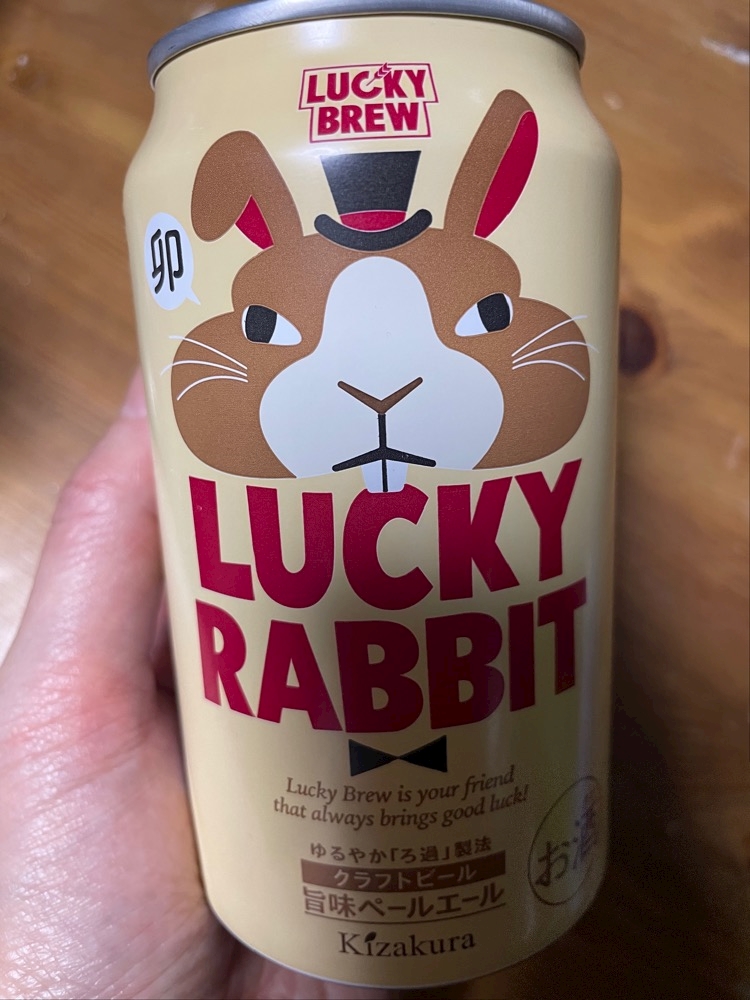 LUCKY
BREW
卯
LUCKY
RABBIT
Lucky Brew is your friend
that always brings good luck!
ゆるやか「ろ過」製法
クラフトビール
旨味ペールエール
お酒
Kizakura